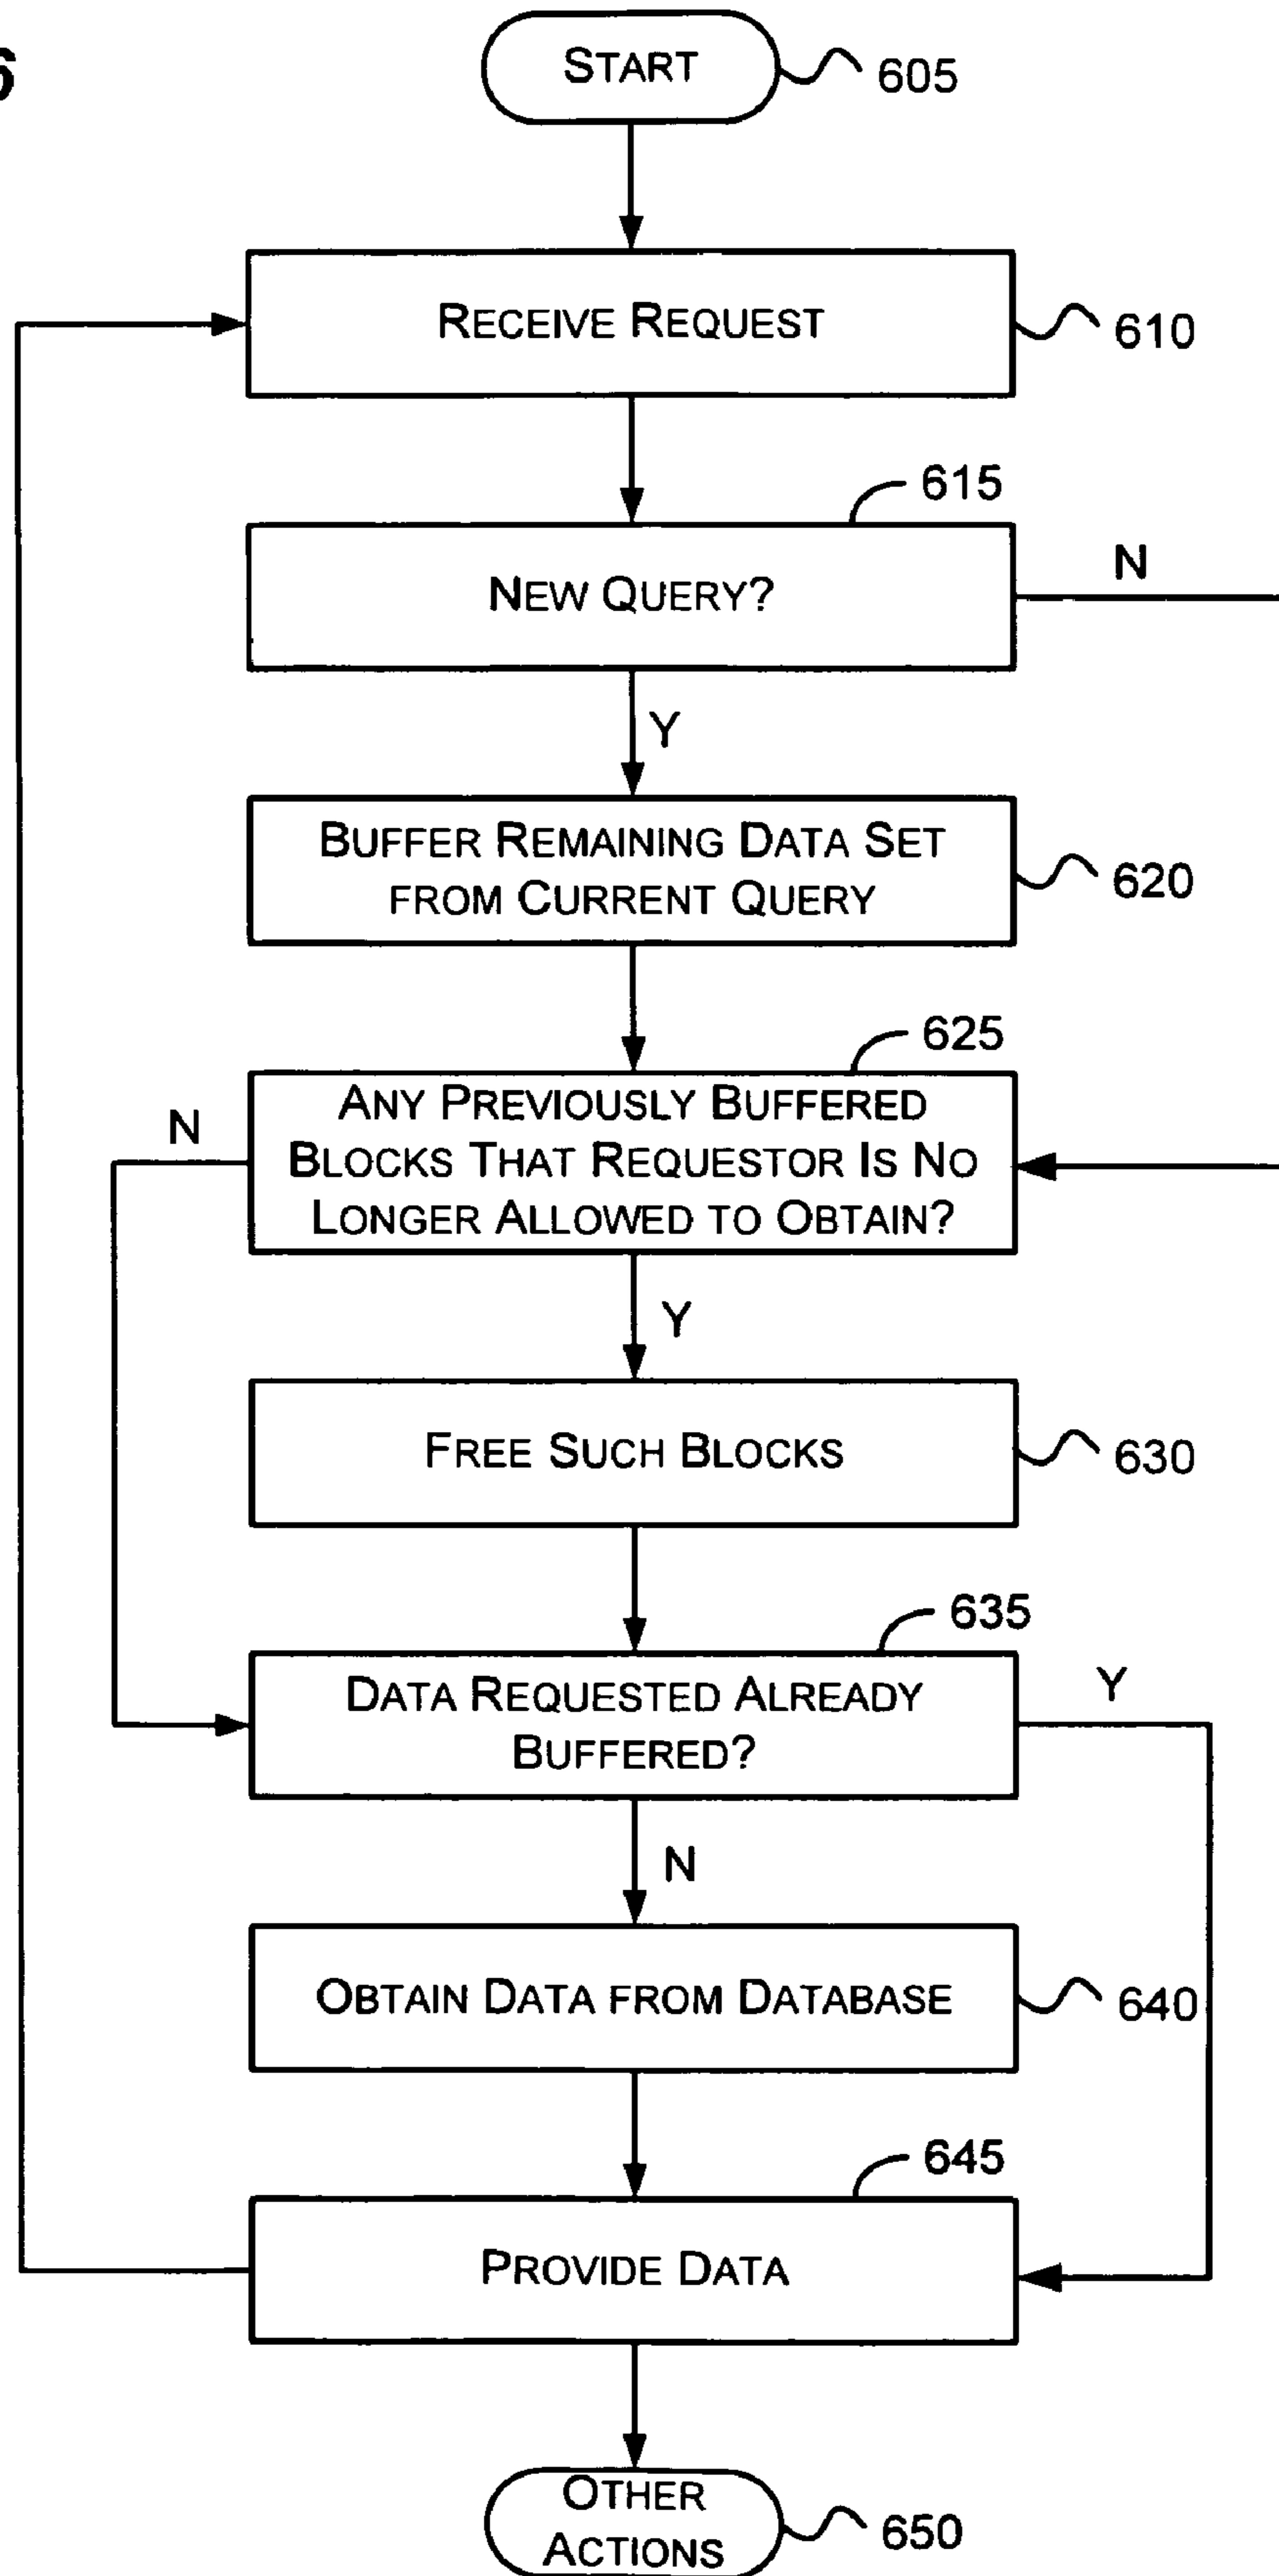 6
START
605
RECEIVE REQUEST
610
615
NEW QUERY?
N
Y
BUFFER REMAINING DATA SET
FROM CURRENT QUERY
620
625
N
ANY PREVIOUSLY BUFFERED
BLOCKS THAT REQUESTOR IS NO
LONGER ALLOWED TO OBTAIN?
Y
FREE SUCH BLOCKS
630
635
DATA REQUESTED ALREADY
BUFFERED?
Y
N
OBTAIN DATA FROM DATABASE
640
645
PROVIDE DATA
OTHER
ACTIONS
650